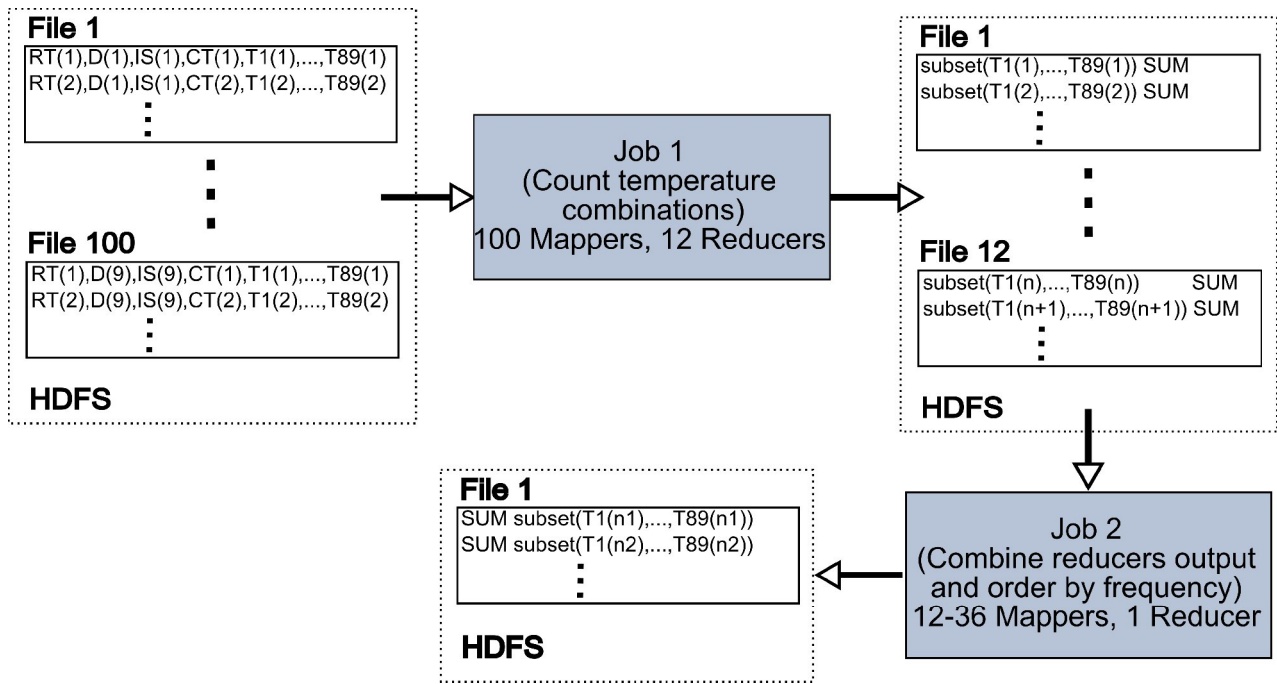 File 1
RT(1),D(1),IS(1),CT(1),T1(1),...,T89(1)
RT(2),D(1),IS(1),CT(2),T1(2),...,T89(2)
File 100
RT(1),D(9),IS(9),CT(1),T1(1),...,T89(1)
RT(2),D(9),IS(9),CT(2),T1(2),...,T89(2)
HDFS
Job 1
(Count temperature
combinations)
100 Mappers, 12 Reducers
File 1
subset(T1(1),...,T89(1)) SUM
subset(T1(2),...,T89(2)) SUM
File 12
subset(T1(n),...,T89(n)) SUM
subset(T1(n+1),...,T89(n+1)) SUM
HDFS
Job 2
(Combine reducers output
and order by frequency)
12-36 Mappers, 1 Reducer
File 1
SUM subset(T1(n1),...,T89(n1))
SUM subset(T1(n2),...,T89(n2))
HDFS